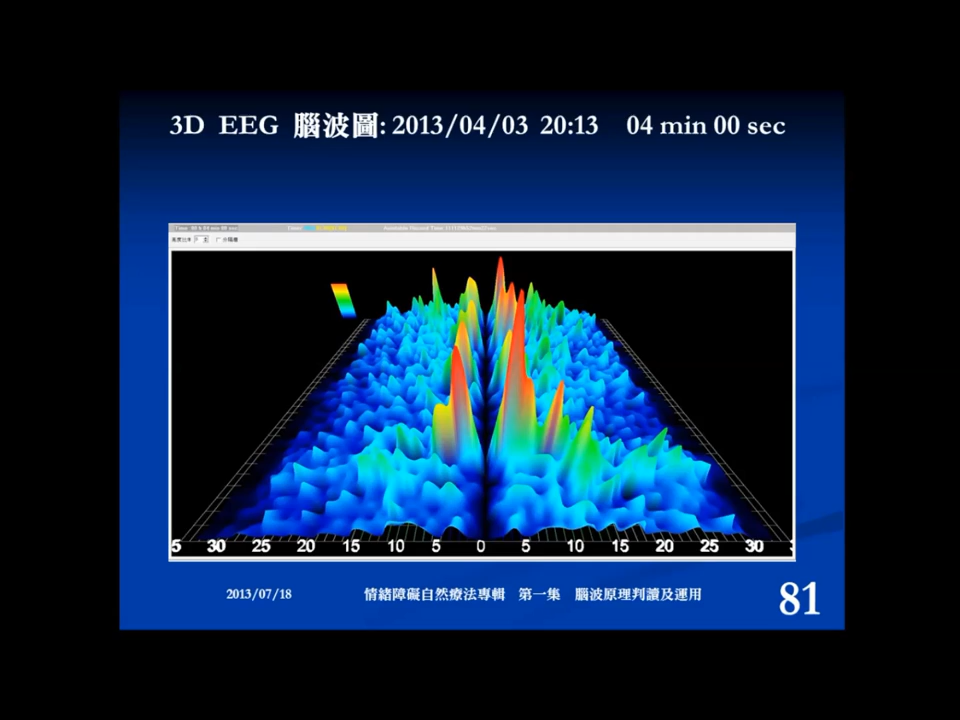 3D EEG 腦波圖: 2013/04/03 20:13 04 min 00 sec
5 30 25 20 15 10 5 0 5 10 15 20 25 30
2013/07/18 情緒障礙自然療法專輯 第一集 腦波原理判讀及運用 81